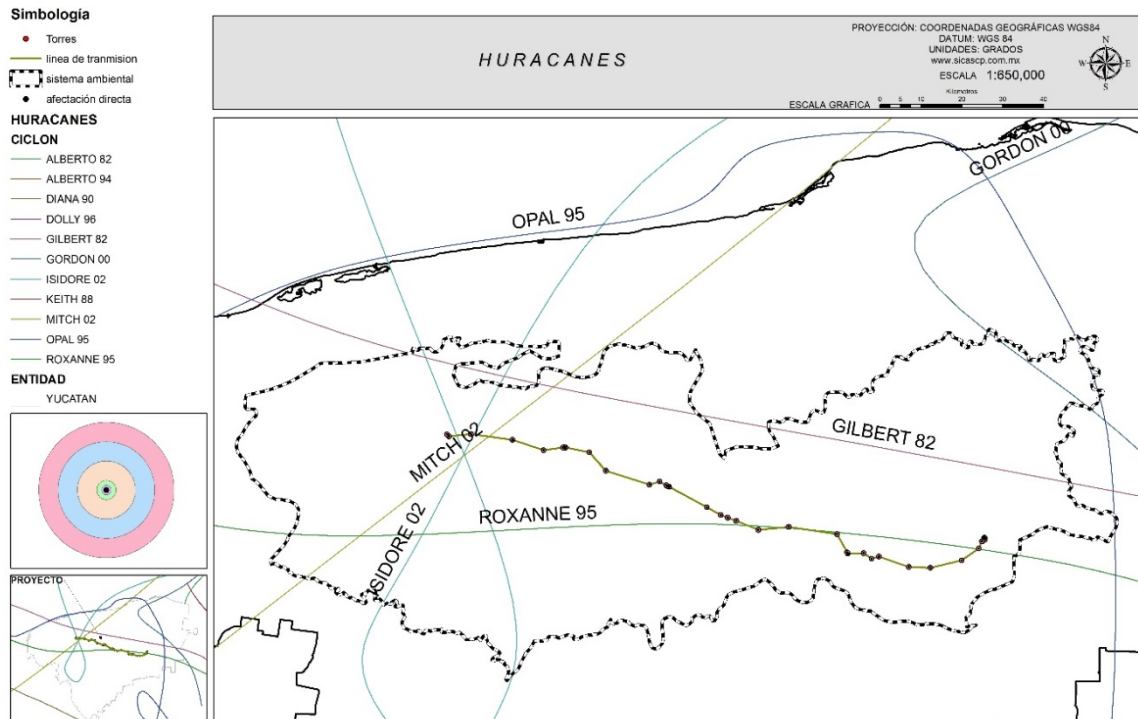 Simbología
Torres
linea de tranmision
sistema ambiental
afectación directa
HURACANES
CICLON
ALBERTO 82
ALBERTO 94
DIANA 90
DOLLY 96
GILBERT 82
GORDON 00
ISIDORE 02
KEITH 88
MITCH 02
OPAL 95
ROXANNE 95
ENTIDAD
YUCATAN
PROYECTO
HURACANES
PROYECCIÓN: COORDENADAS GEOGRÁFICAS WGS84
DATUM: WGS 84
UNIDADES: GRADOS
www.sicascp.com.mx
ESCALA 1:650,000
Kilometros
ESCALA GRAFICA 0 5 10 20 30 40
N
W E
S
GORDON 00
OPAL 95
GILBERT 82
MITCH 02
ROXANNE 95
ISIDORE 02